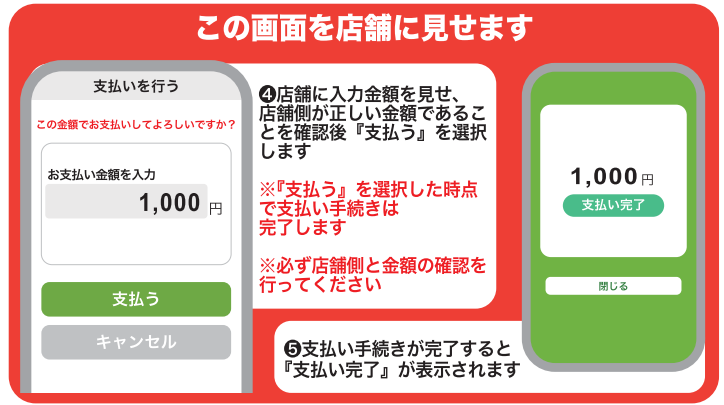 この画面を店舗に見せます
支払いを行う
この金額でお支払いしてよろしいですか？
お支払い金額を入力
1,000 円
支払う
キャンセル
❹店舗に入力金額を見せ、
店舗側が正しい金額であるこ
とを確認後『支払う』を選択
します
※『支払う』を選択した時点
で支払い手続きは
完了します
※必ず店舗側と金額の確認を
行ってください
1,000 円
支払い完了
閉じる
❺支払い手続きが完了すると
『支払い完了』が表示されます